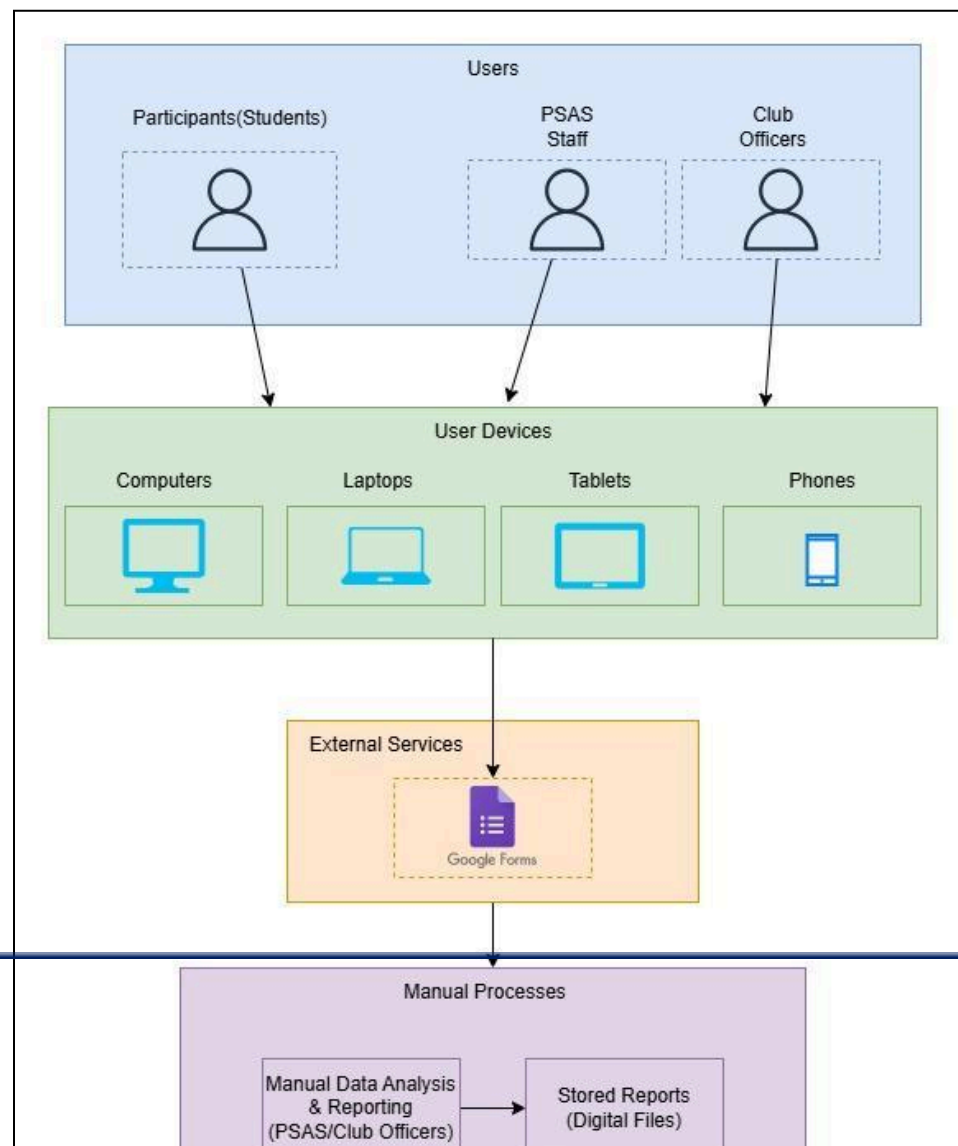 Users
Participants(Students)
PSAS
Staff
Club
Officers
User Devices
Computers
Laptops
Tablets
Phones
External Services
Google Forms
Manual Processes
Manual Data Analysis
& Reporting
(PSAS/Club Officers)
Stored Reports
(Digital Files)